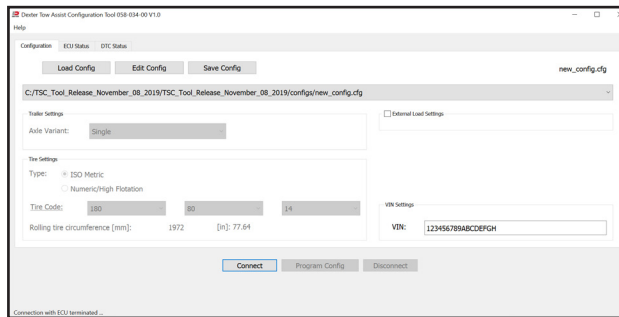 Dexter Tow Assist Configuration Tool 058-034-00 V1.0
Help
Configuration ECU Status DTC Status
Load Config Edit Config Save Config new_config.cfg
C:/TSC_Tool_Release_November_08_2019/TSC_Tool_Release_November_08_2019/configs/new_config.cfg
Trailer Settings External Load Settings
Axle Variant: Single
Tire Settings
Type: ISO Metric
Numeric/High Flotation
Tire Code: 180 80 14
VIN Settings
Rolling tire circumference [mm]: 1972 [in]: 77.64 VIN: 123456789ABCDEFGH
Connect Program Config Disconnect
Connection with ECU terminated ...